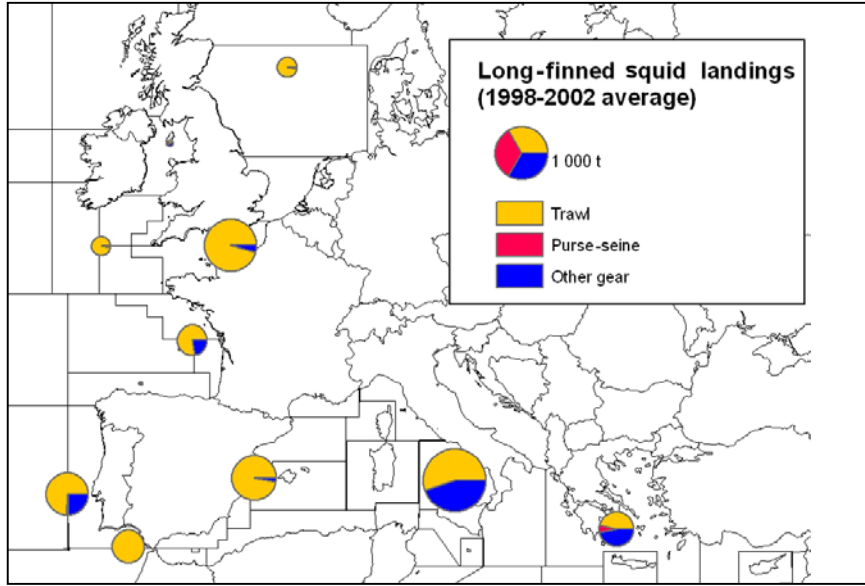 Long-finned squid landings
(1998-2002 average)
1 000 t
Trawl
Purse-seine
Other gear